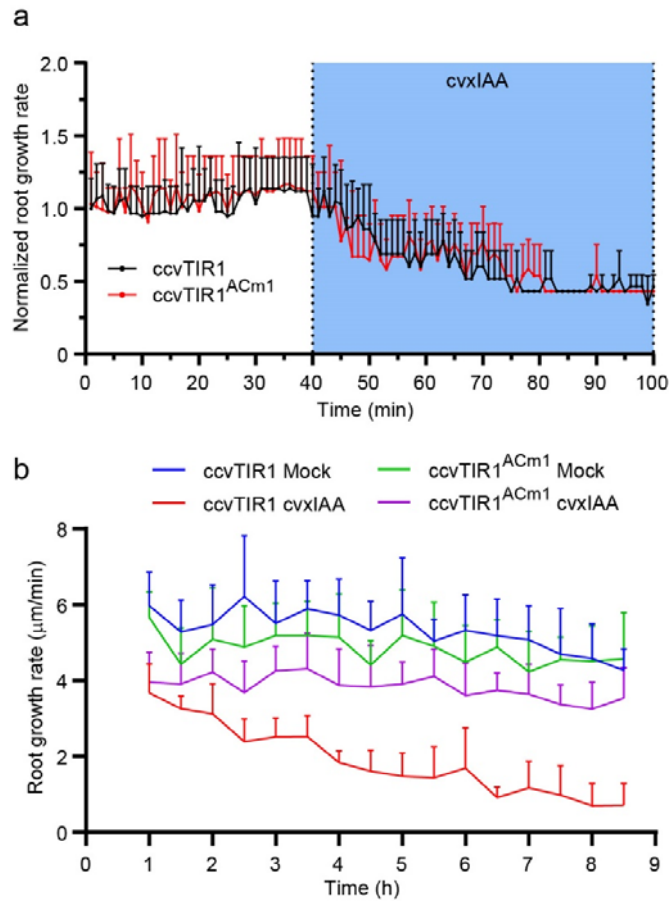 a
cvxIAA
Normalized root growth rate
2.0
1.5
1.0
0.5
0
ccvTIR1
ccvTIR1ACm1
0 10 20 30 40 50 60 70 80 90 100
Time (min)
b
ccvTIR1 Mock ccvTIR1ACm1 Mock
ccvTIR1 cvxIAA ccvTIR1ACm1 cvxIAA
Root growth rate (μm/min)
8
6
4
2
0
0 1 2 3 4 5 6 7 8 9
Time (h)